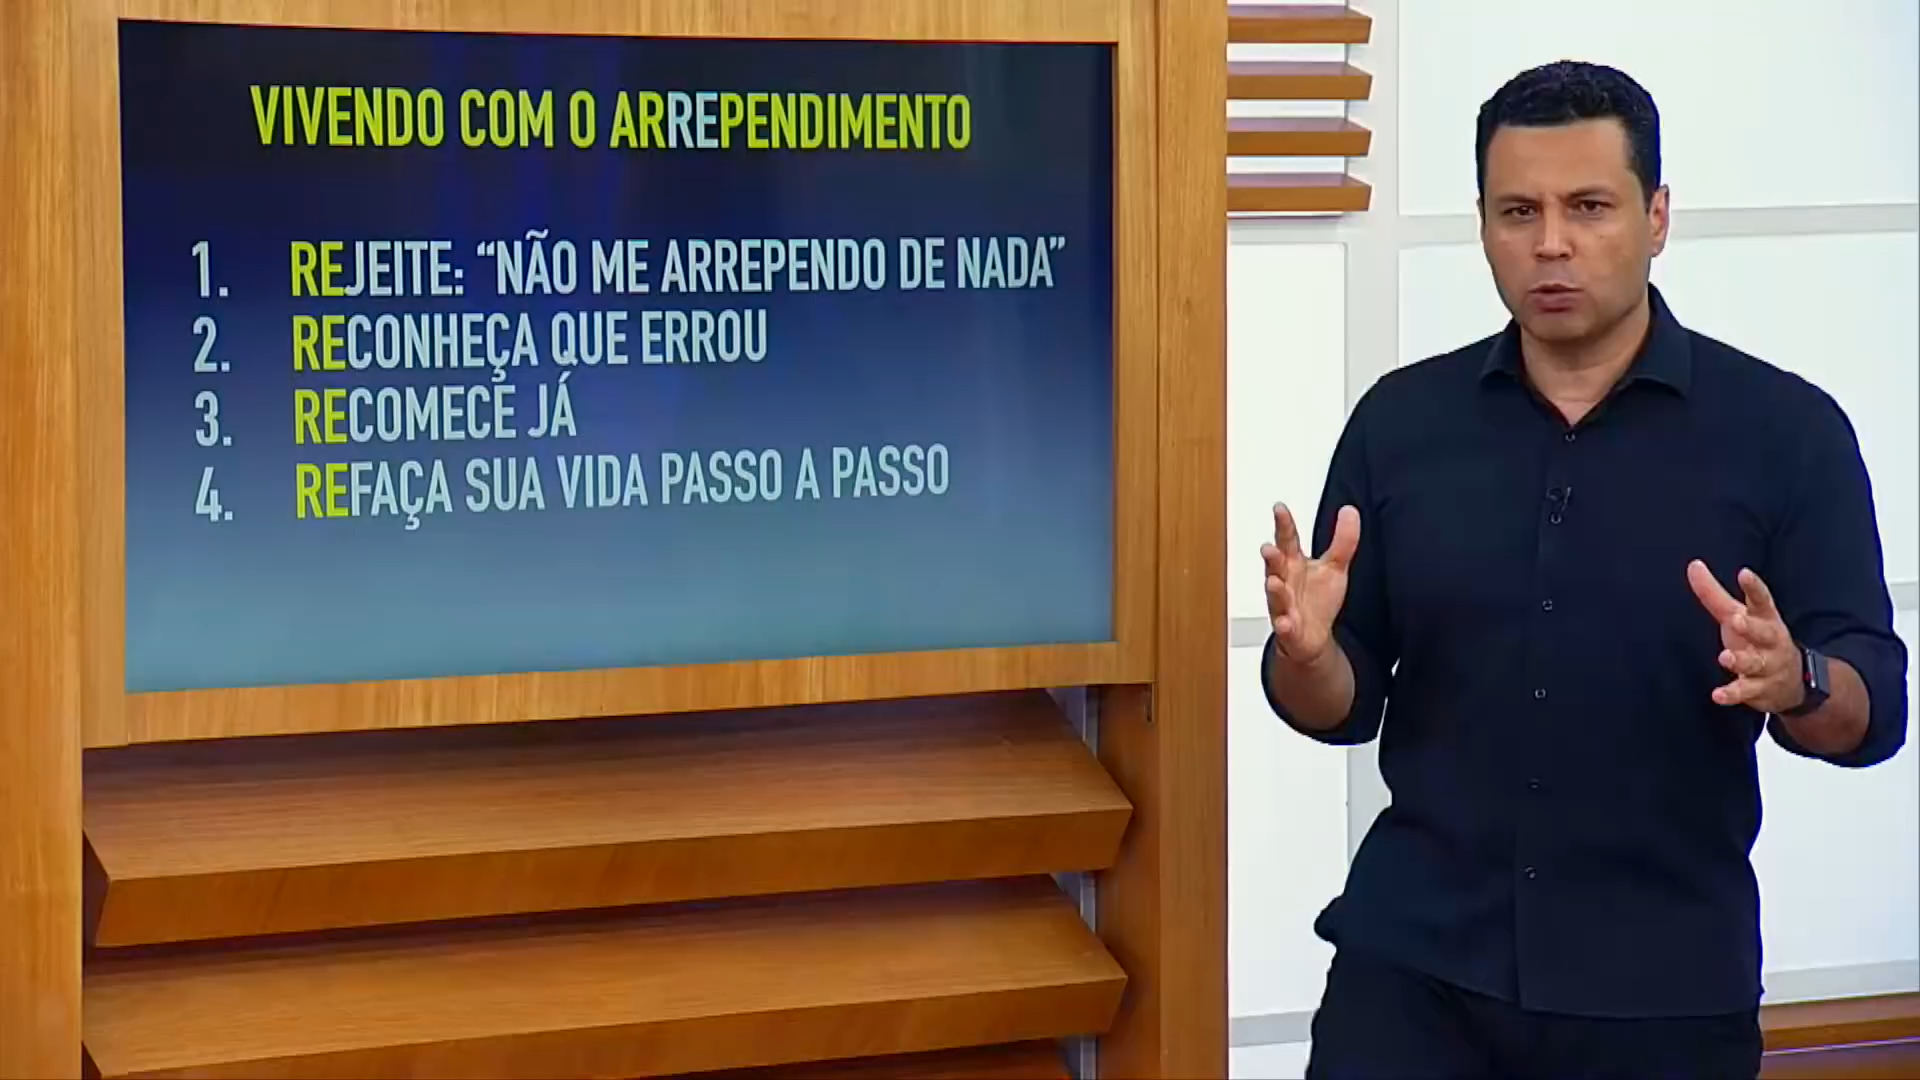 VIVENDO COM O ARREPENDIMENTO
1. REJEITE: “NÃO ME ARREPENDO DE NADA”
2. RECONHEÇA QUE ERROU
3. RECOMECE JÁ
4. REFAÇA SUA VIDA PASSO A PASSO